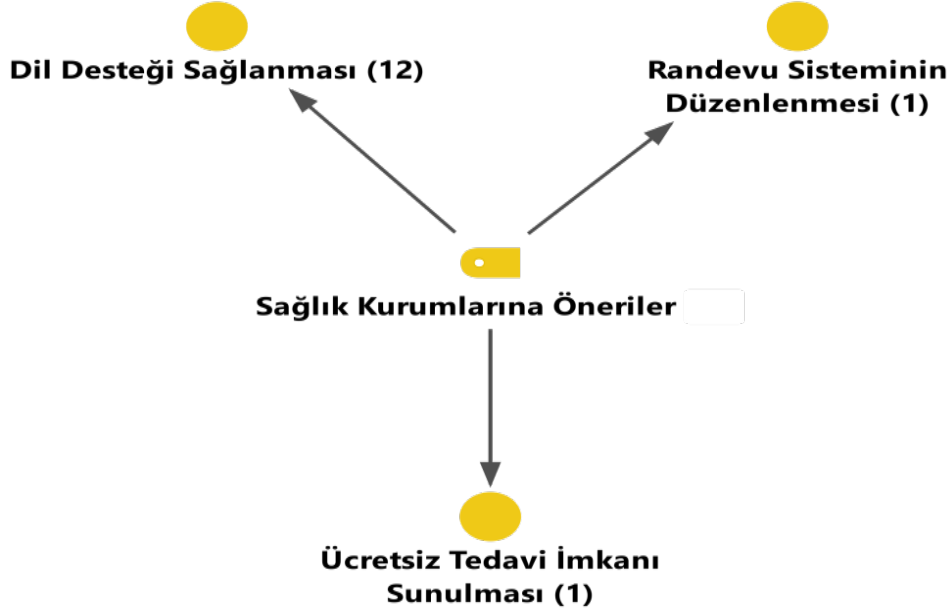 Dil Desteği Sağlanması (12)
Randevu Sisteminin
Düzenlenmesi (1)
Sağlık Kurumlarına Öneriler
Ücretsiz Tedavi İmkanı
Sunulması (1)